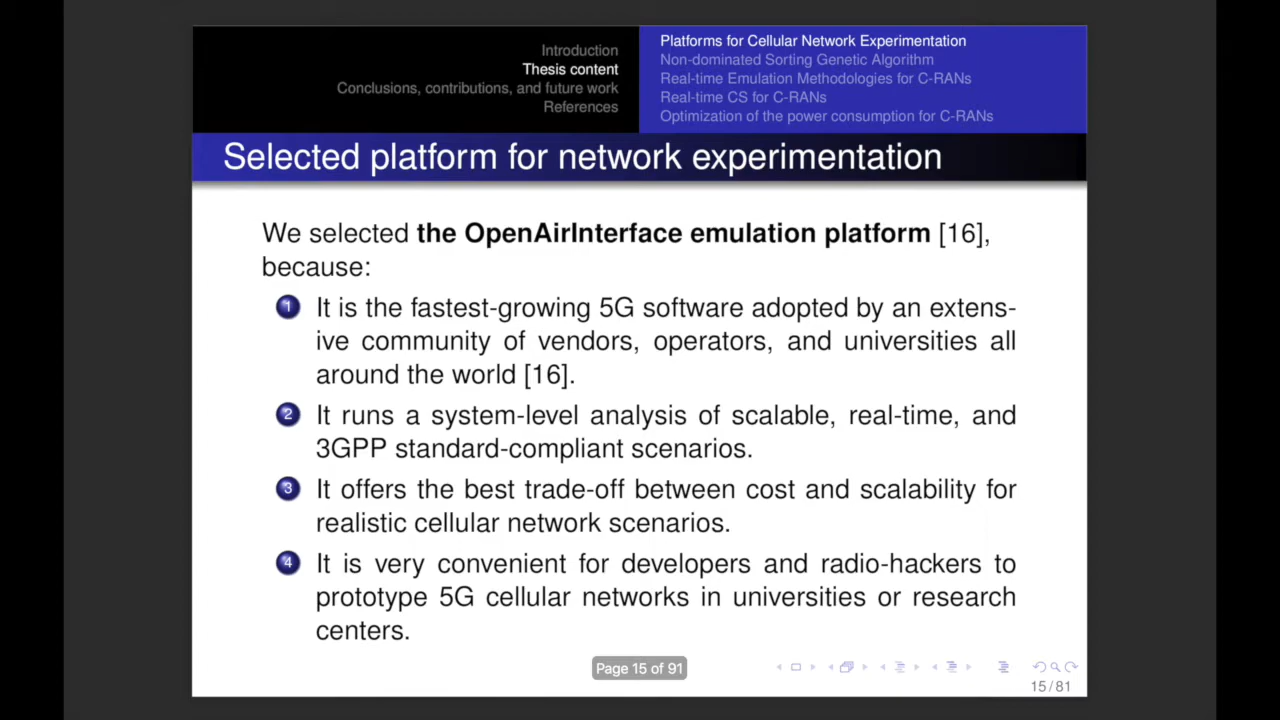 Introduction
Thesis content
Conclusions, contributions, and future work
References
Platforms for Cellular Network Experimentation
Non-dominated Sorting Genetic Algorithm
Real-time Emulation Methodologies for C-RANs
Real-time CS for C-RANs
Optimization of the power consumption for C-RANs
Selected platform for network experimentation
We selected the OpenAirInterface emulation platform [16],
because:
1 It is the fastest-growing 5G software adopted by an extens-
ive community of vendors, operators, and universities all
around the world [16].
2 It runs a system-level analysis of scalable, real-time, and
3GPP standard-compliant scenarios.
3 It offers the best trade-off between cost and scalability for
realistic cellular network scenarios.
4 It is very convenient for developers and radio-hackers to
prototype 5G cellular networks in universities or research
centers.
Page 15 of 91
15/81